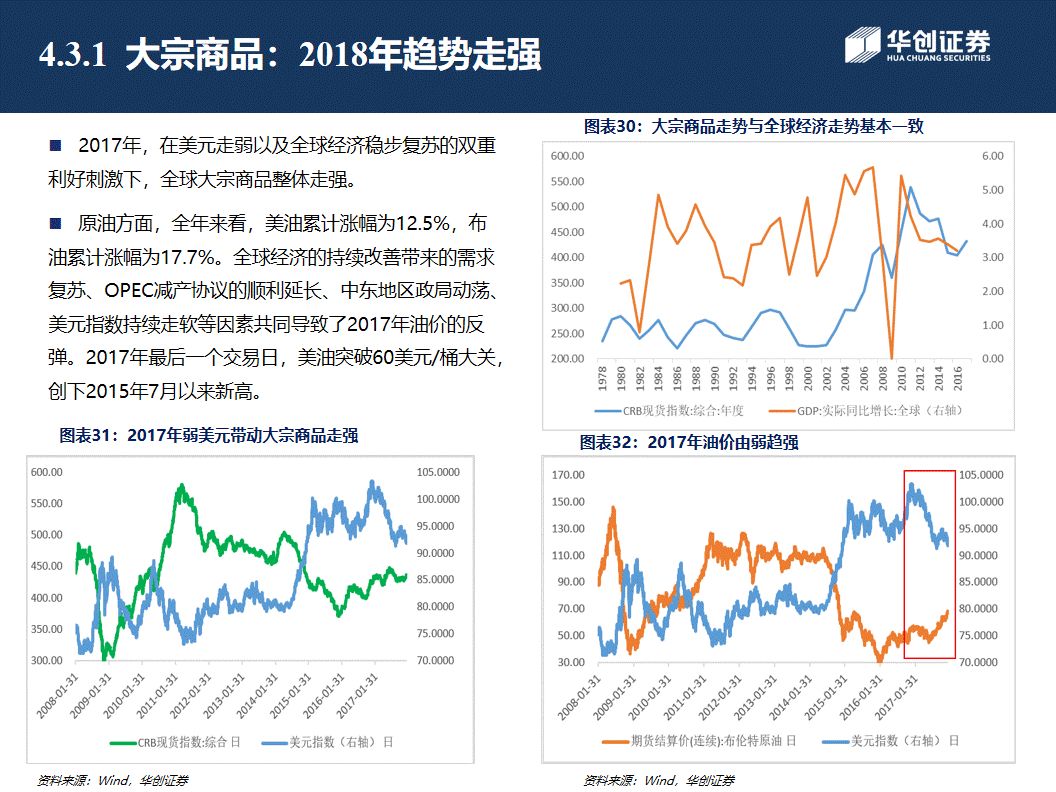 4.3.1 大宗商品：2018年趋势走强
华创证券
HUA CHUANG SECURITIES
■ 2017年，在美元走弱以及全球经济稳步复苏的双重
利好刺激下，全球大宗商品整体走强。
■ 原油方面，全年来看，美油累计涨幅为12.5%，布
油累计涨幅为17.7%。全球经济的持续改善带来的需求
复苏、OPEC减产协议的顺利延长、中东地区政局动荡、
美元指数持续走软等因素共同导致了2017年油价的反
弹。2017年最后一个交易日，美油突破60美元/桶大关，
创下2015年7月以来新高。
图表30：大宗商品走势与全球经济走势基本一致
600.00 6.00
550.00
500.00 5.00
450.00 4.00
400.00 3.00
350.00
300.00 2.00
250.00 1.00
200.00 0.00
1978 1980 1982 1984 1986 1988 1990 1992 1994 1996 1998 2000 2002 2004 2006 2008 2010 2012 2014 2016
CRB现货指数:综合:年度 GDP:实际同比增长:全球（右轴）
图表31：2017年弱美元带动大宗商品走强
600.00 105.0000
550.00 100.0000
500.00 95.0000
450.00 90.0000
400.00 85.0000
350.00 80.0000
300.00 75.0000
70.0000
2008-01-31 2009-01-31 2010-01-31 2011-01-31 2012-01-31 2013-01-31 2014-01-31 2015-01-31 2016-01-31 2017-01-31
CRB现货指数:综合 日 美元指数（右轴） 日
资料来源：Wind，华创证券
图表32：2017年油价由弱趋强
170.00 105.0000
150.00 100.0000
130.00 95.0000
110.00 90.0000
90.00 85.0000
70.00 80.0000
50.00 75.0000
30.00 70.0000
2008-01-31 2009-01-31 2010-01-31 2011-01-31 2012-01-31 2013-01-31 2014-01-31 2015-01-31 2016-01-31 2017-01-31
期货结算价(连续):布伦特原油 日 美元指数（右轴） 日
资料来源：Wind，华创证券